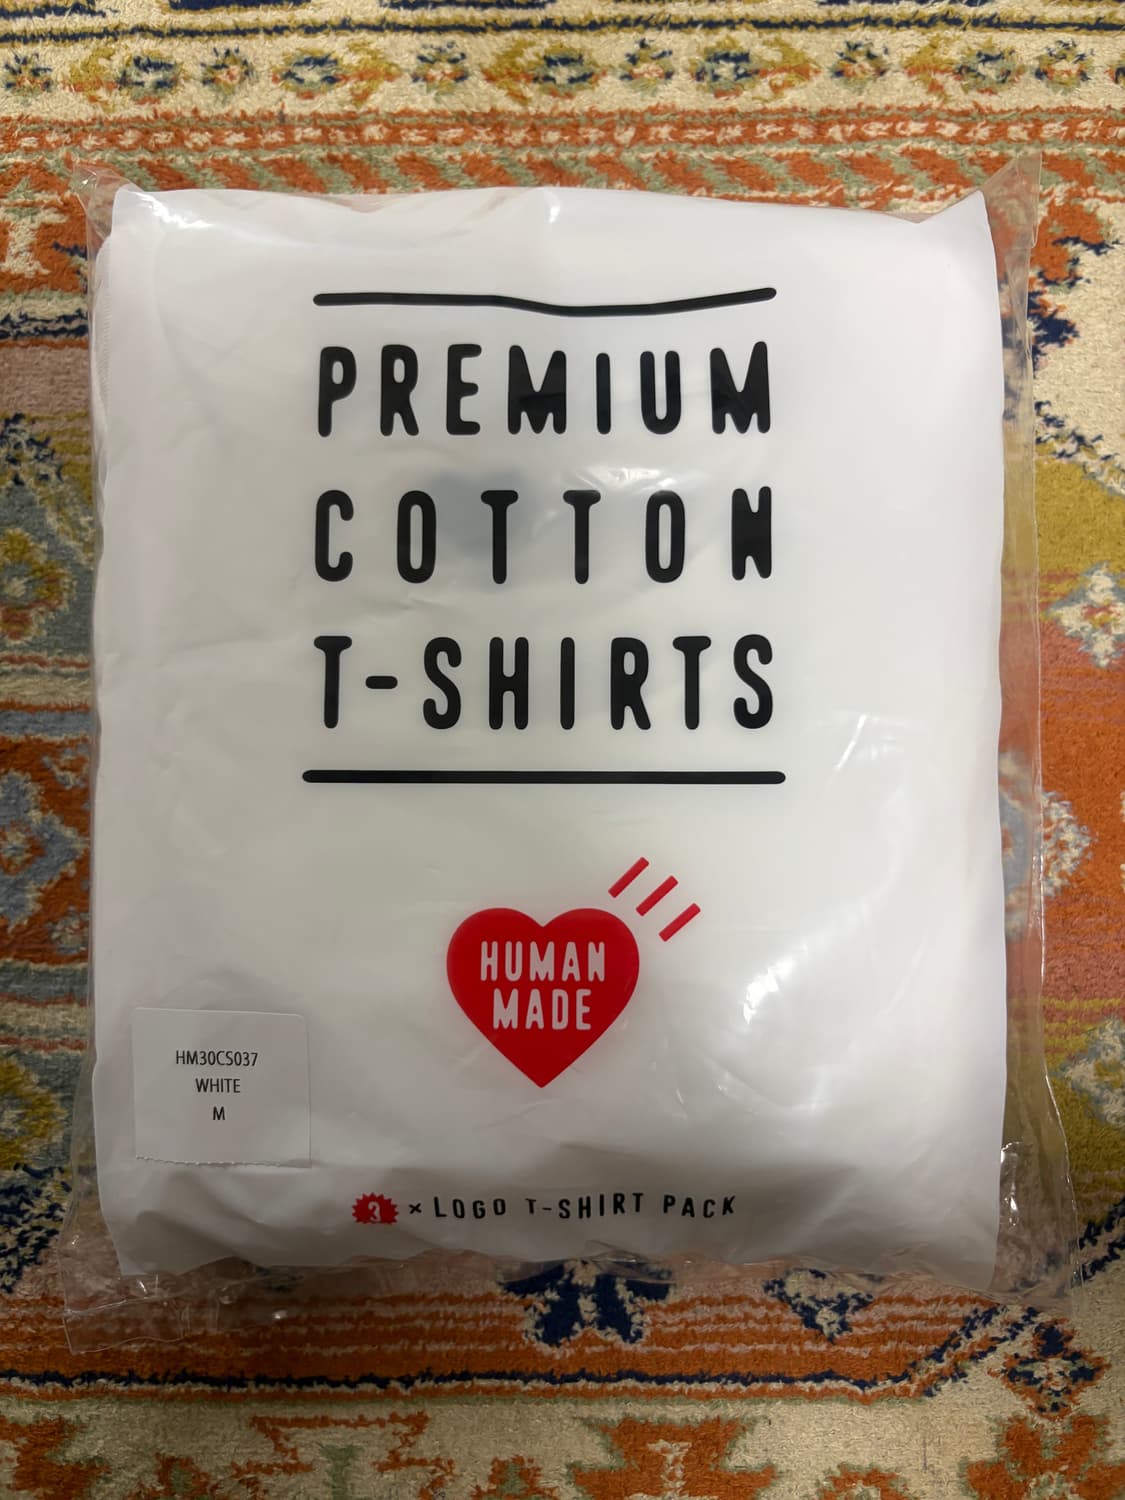 PREMIUM
COTTON
T-SHIRTS
HUMAN
MADE
HM30CS037
WHITE
M
3 × LOGO T-SHIRT PACK